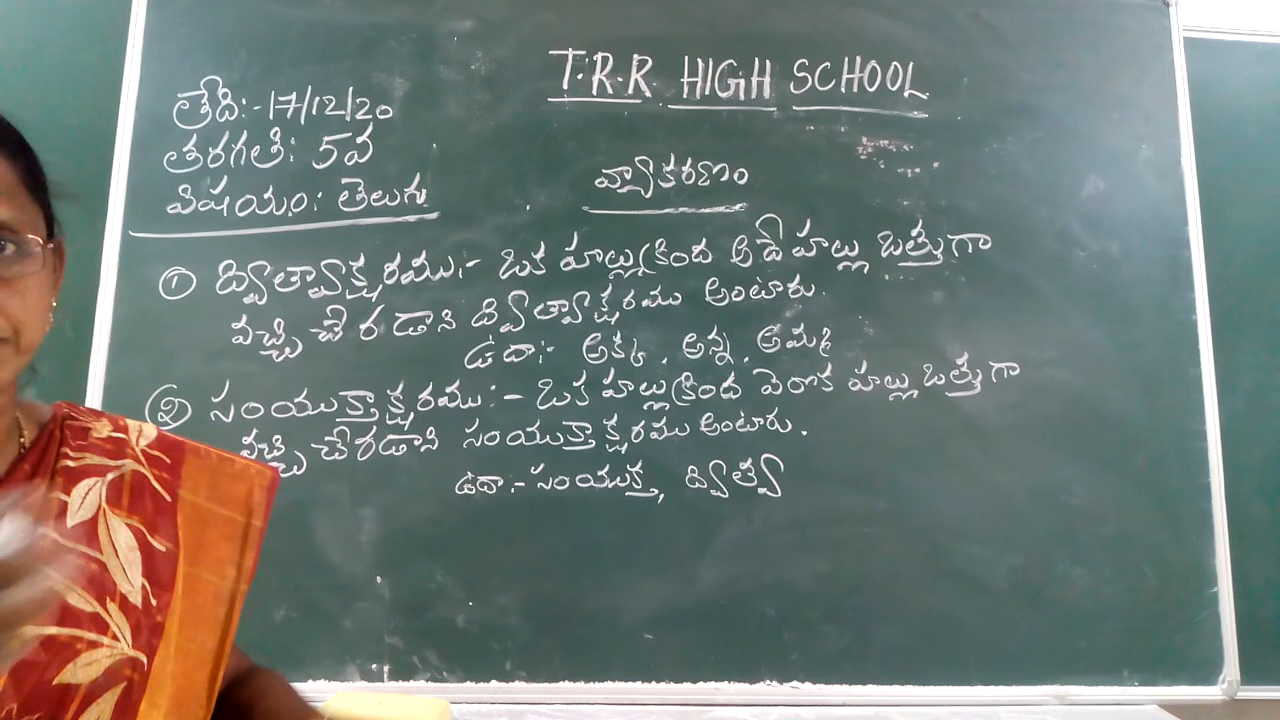 T.R.R. HIGH SCHOOL
తేది:-17/12/20
తరగతి: 5వ
విషయం: తెలుగు
వ్యాకరణం
① ద్విత్వాక్షరము:- ఒక హల్లు క్రింద అదే హల్లు ఒత్తుగా
వచ్చి చేరడాని ద్విత్వాక్షరము అంటారు.
ఉదా:- అక్క, అన్న, అమ్మ
② సంయుక్తాక్షరము:- ఒక హల్లు క్రింద వేరొక హల్లు ఒత్తుగా
వచ్చి చేరడాని సంయుక్తాక్షరము అంటారు.
ఉదా:- సంయుక్త, ద్విత్వ